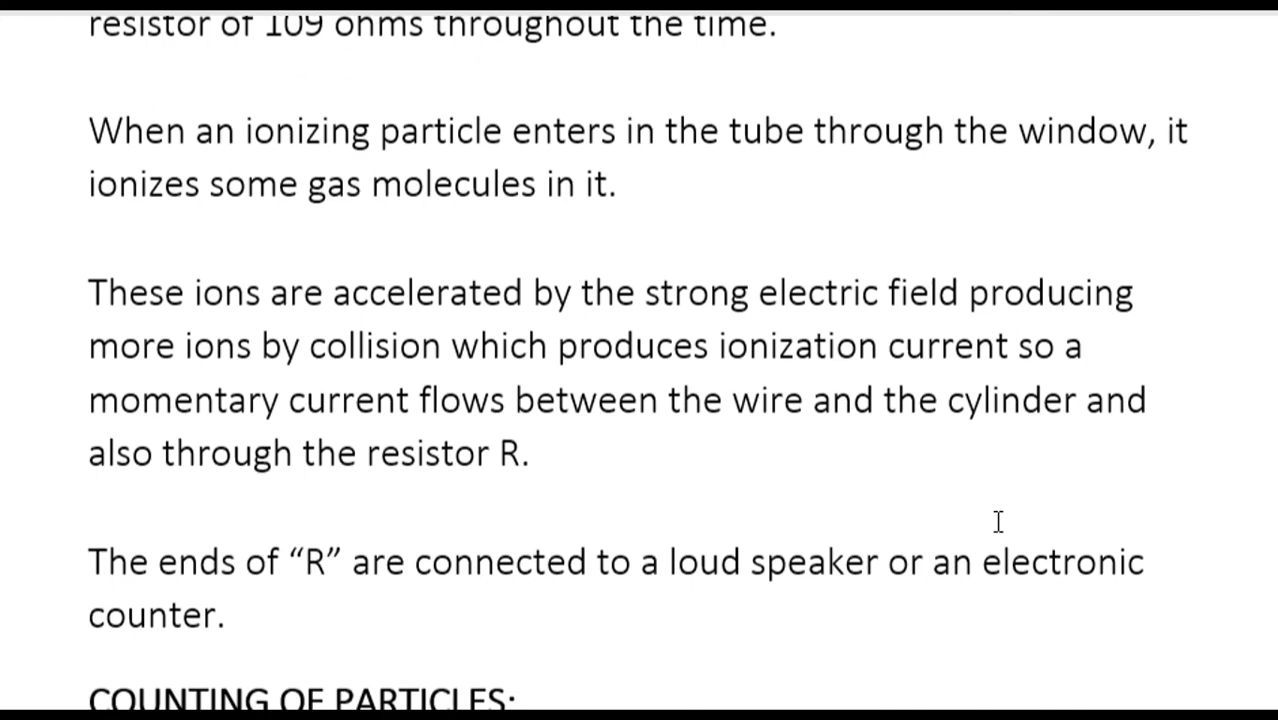 resistor of 109 ohms throughout the time.
When an ionizing particle enters in the tube through the window, it
ionizes some gas molecules in it.
These ions are accelerated by the strong electric field producing
more ions by collision which produces ionization current so a
momentary current flows between the wire and the cylinder and
also through the resistor R.
The ends of “R” are connected to a loud speaker or an electronic
counter.
COUNTING OF PARTICLES: